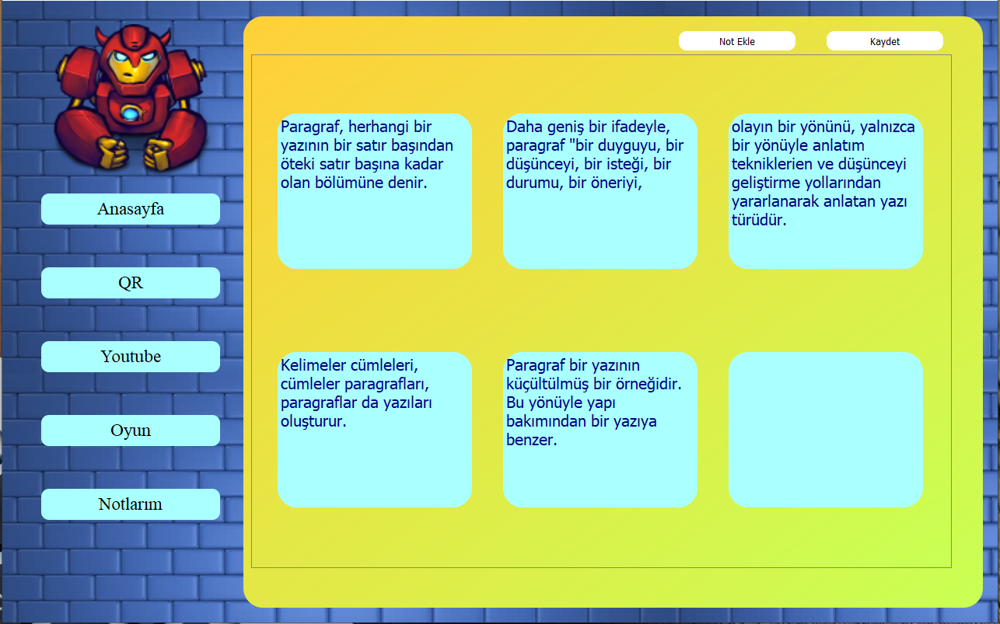 Not Ekle
Kaydet
Anasayfa
QR
Youtube
Oyun
Notlarım
Paragraf, herhangi bir
yazının bir satır başından
öteki satır başına kadar
olan bölümüne denir.
Daha geniş bir ifadeyle,
paragraf "bir duyguyu, bir
düşünceyi, bir isteği, bir
durumu, bir öneriyi,
olayın bir yönünü, yalnızca
bir yönüyle anlatım
tekniklerien ve düşünceyi
geliştirme yollarından
yararlanarak anlatan yazı
türüdür.
Kelimeler cümleleri,
cümleler paragrafları,
paragraflar da yazıları
oluşturur.
Paragraf bir yazının
küçültülmüş bir örneğidir.
Bu yönüyle yapı
bakımından bir yazıya
benzer.